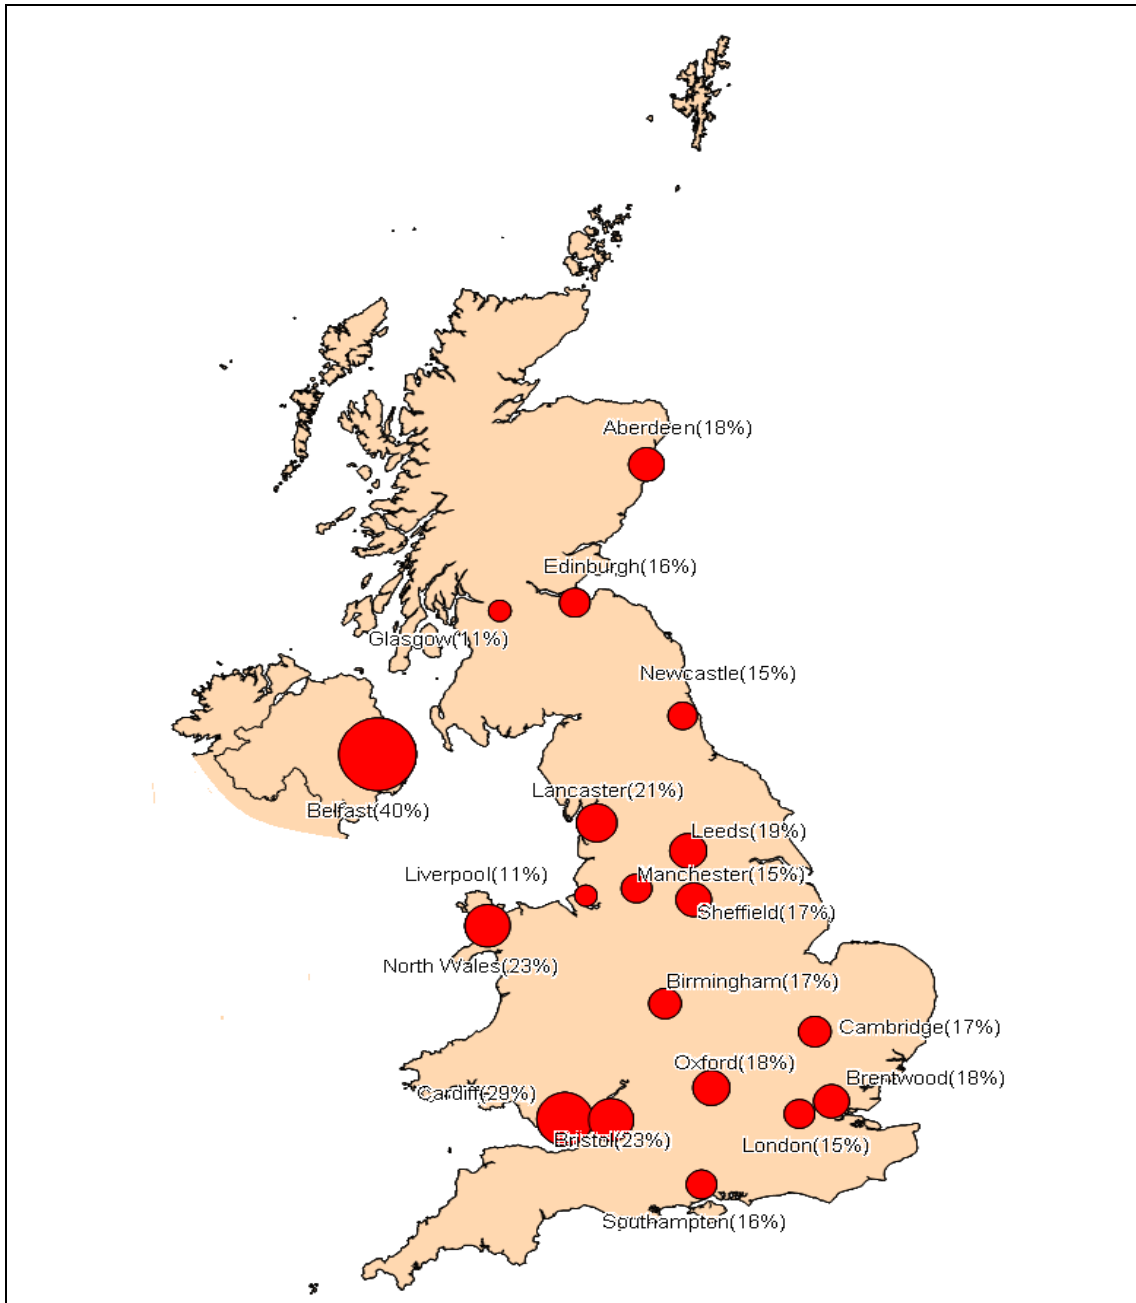 Aberdeen(18%)
Edinburgh(16%)
Glasgow(11%)
Newcastle(15%)
Lancaster(21%)
Belfast(40%)
Leeds(19%)
Liverpool(11%)
Manchester(15%)
Sheffield(17%)
North Wales(23%)
Birmingham(17%)
Cambridge(17%)
Oxford(18%)
Brentwood(18%)
Cardiff(29%)
Bristol(23%)
London(15%)
Southampton(16%)